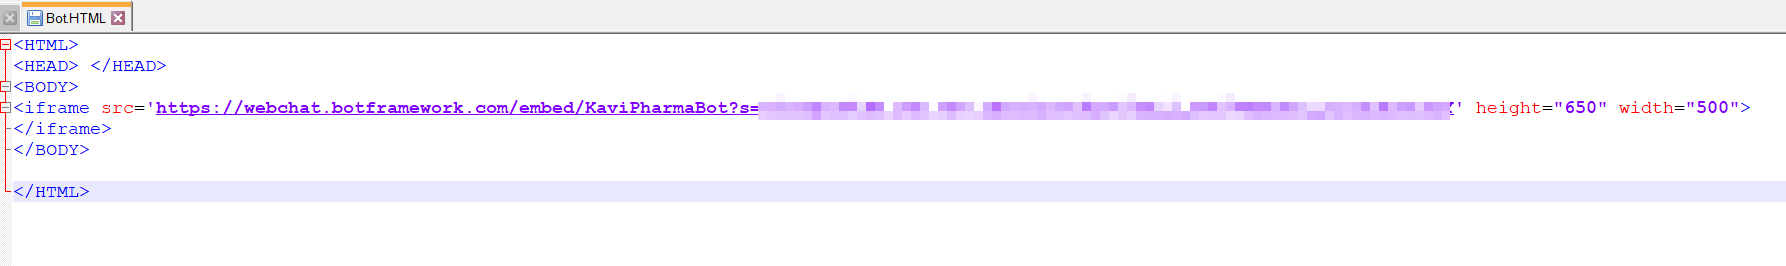 Bot.HTML
<HTML>
<HEAD> </HEAD>
<BODY>
<iframe src='https://webchat.botframework.com/embed/KaviPharmaBot?s=' height="650" width="500">
</iframe>
</BODY>
</HTML>